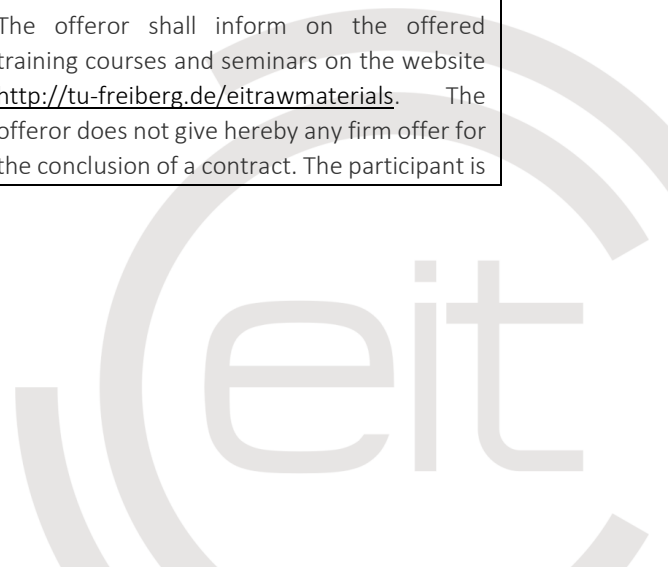 The offeror shall inform on the offered
training courses and seminars on the website
http://tu-freiberg.de/eitrawmaterials. The
offeror does not give hereby any firm offer for
the conclusion of a contract. The participant is
eit